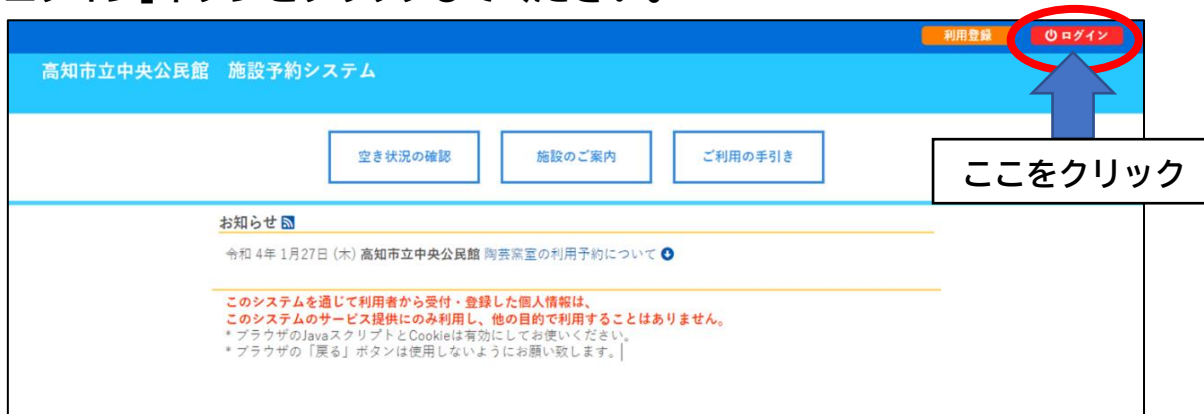 利用登録 ログイン
高知市立中央公民館 施設予約システム
空き状況の確認 施設のご案内 ご利用の手引き
ここをクリック
お知らせ
令和 4年 1月27日 (木) 高知市立中央公民館 陶芸窯室の利用予約について
このシステムを通じて利用者から受付・登録した個人情報は、
このシステムのサービス提供にのみ利用し、他の目的で利用することはありません。
* ブラウザのJavaスクリプトとCookieは有効にしてお使いください。
* ブラウザの「戻る」ボタンは使用しないようにお願い致します。